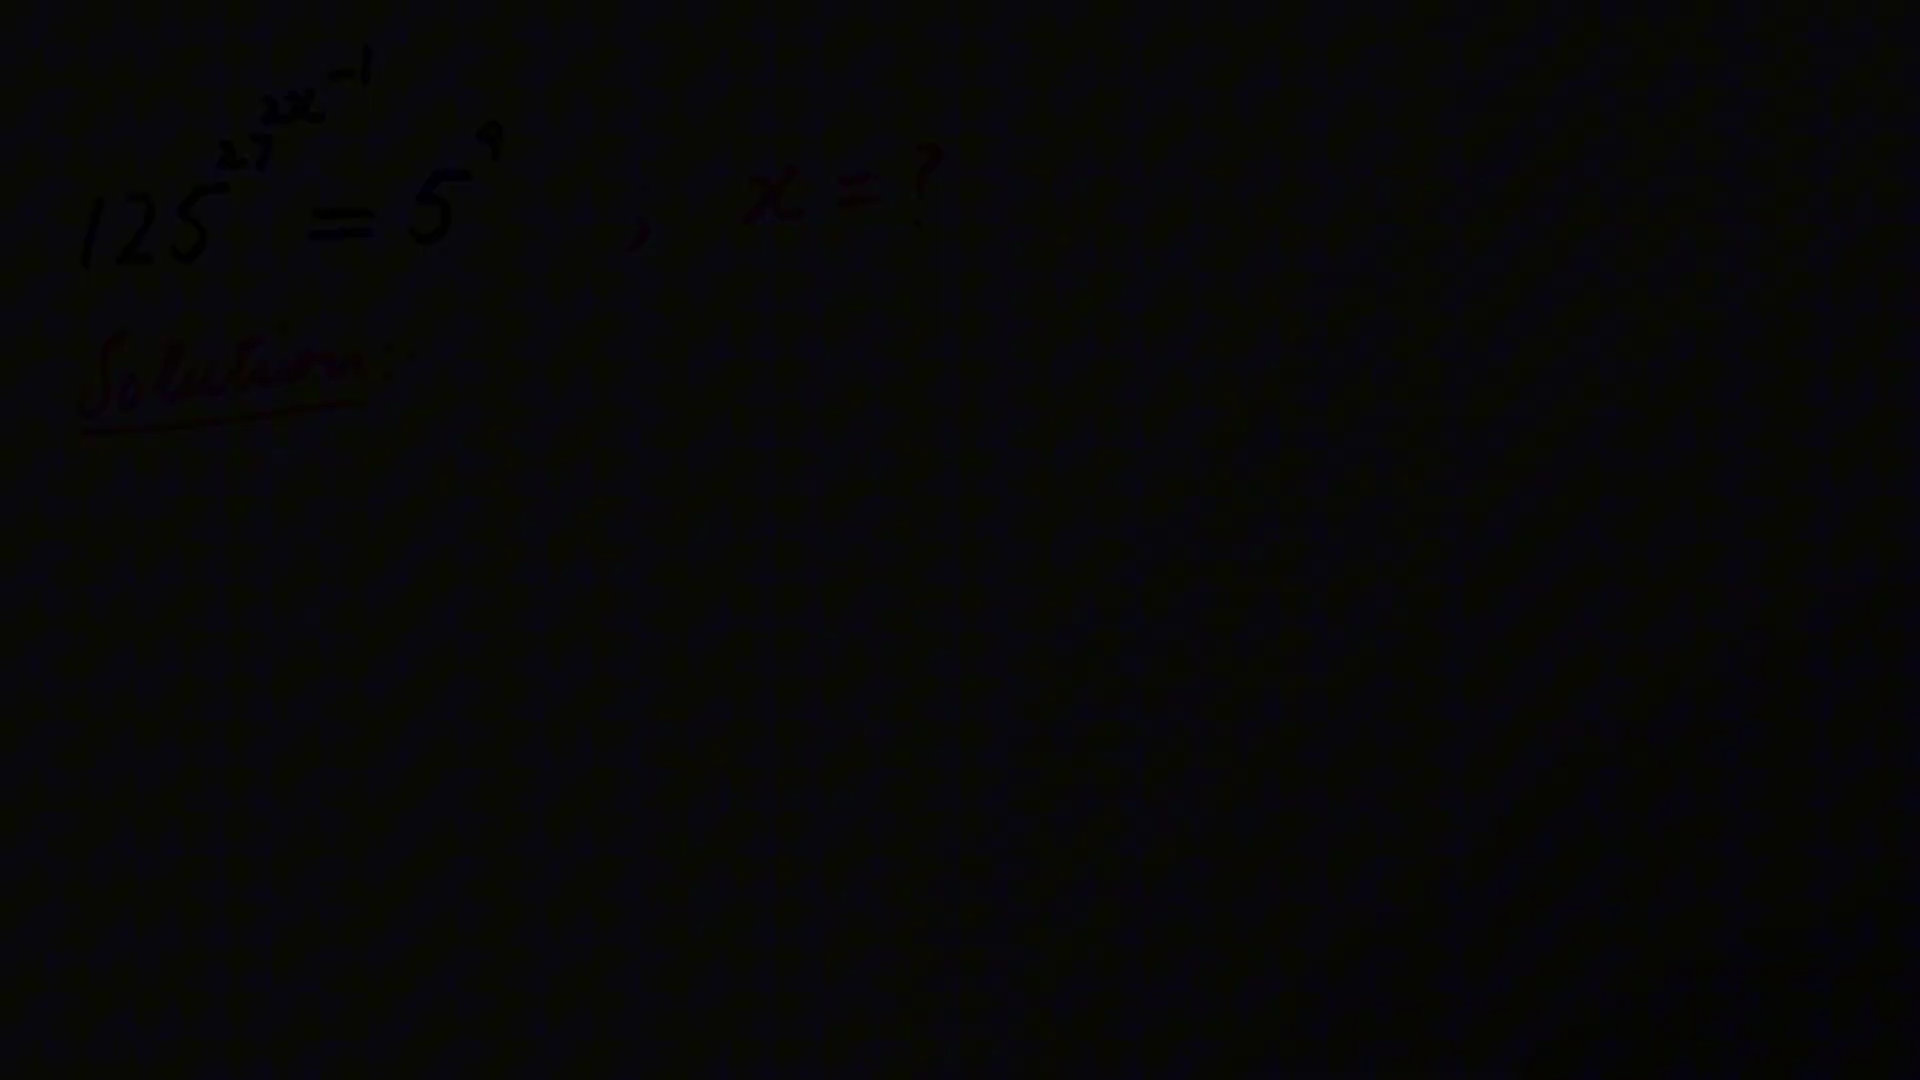 125^27^2x^-1 = 5^9 , x = ?
Solution: